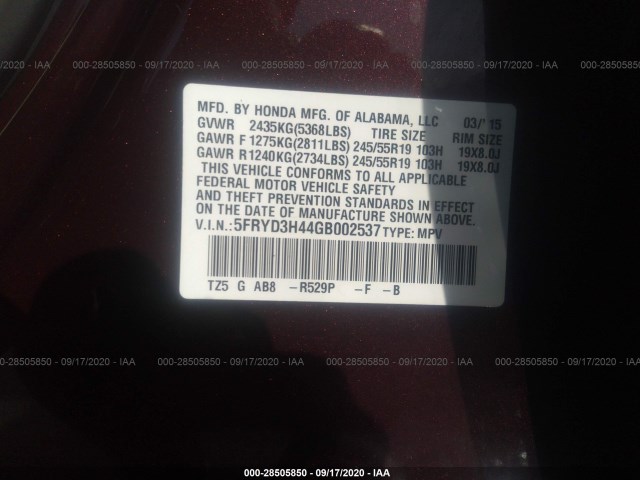 000-28505850 - 09/17/2020 - IAA 000-28505850 - 09/17/2020 - IAA 000-28505850 - 09/17/2020 - IAA
MFD. BY HONDA MFG. OF ALABAMA, LLC 03/'15
GVWR 2435KG(5368LBS) TIRE SIZE RIM SIZE
GAWR F 1275KG(2811LBS) 245/55R19 103H 19X8.0J
GAWR R1240KG(2734LBS) 245/55R19 103H 19X8.0J
THIS VEHICLE CONFORMS TO ALL APPLICABLE
FEDERAL MOTOR VEHICLE SAFETY
AND THEFT PREVENTION STANDARDS IN EFFECT
ON THE DATE OF MANUFACTURE SHOWN ABOVE.
V.I.N.:5FRYD3H44GB002537 TYPE: MPV
TZ5 G AB8 -R529P -F -B
000-28505850 - 09/17/2020 - IAA 000-28505850 - 09/17/2020 - IAA 000-28505850 - 09/17/2020 - IAA
000-28505850 - 09/17/2020 - IAA